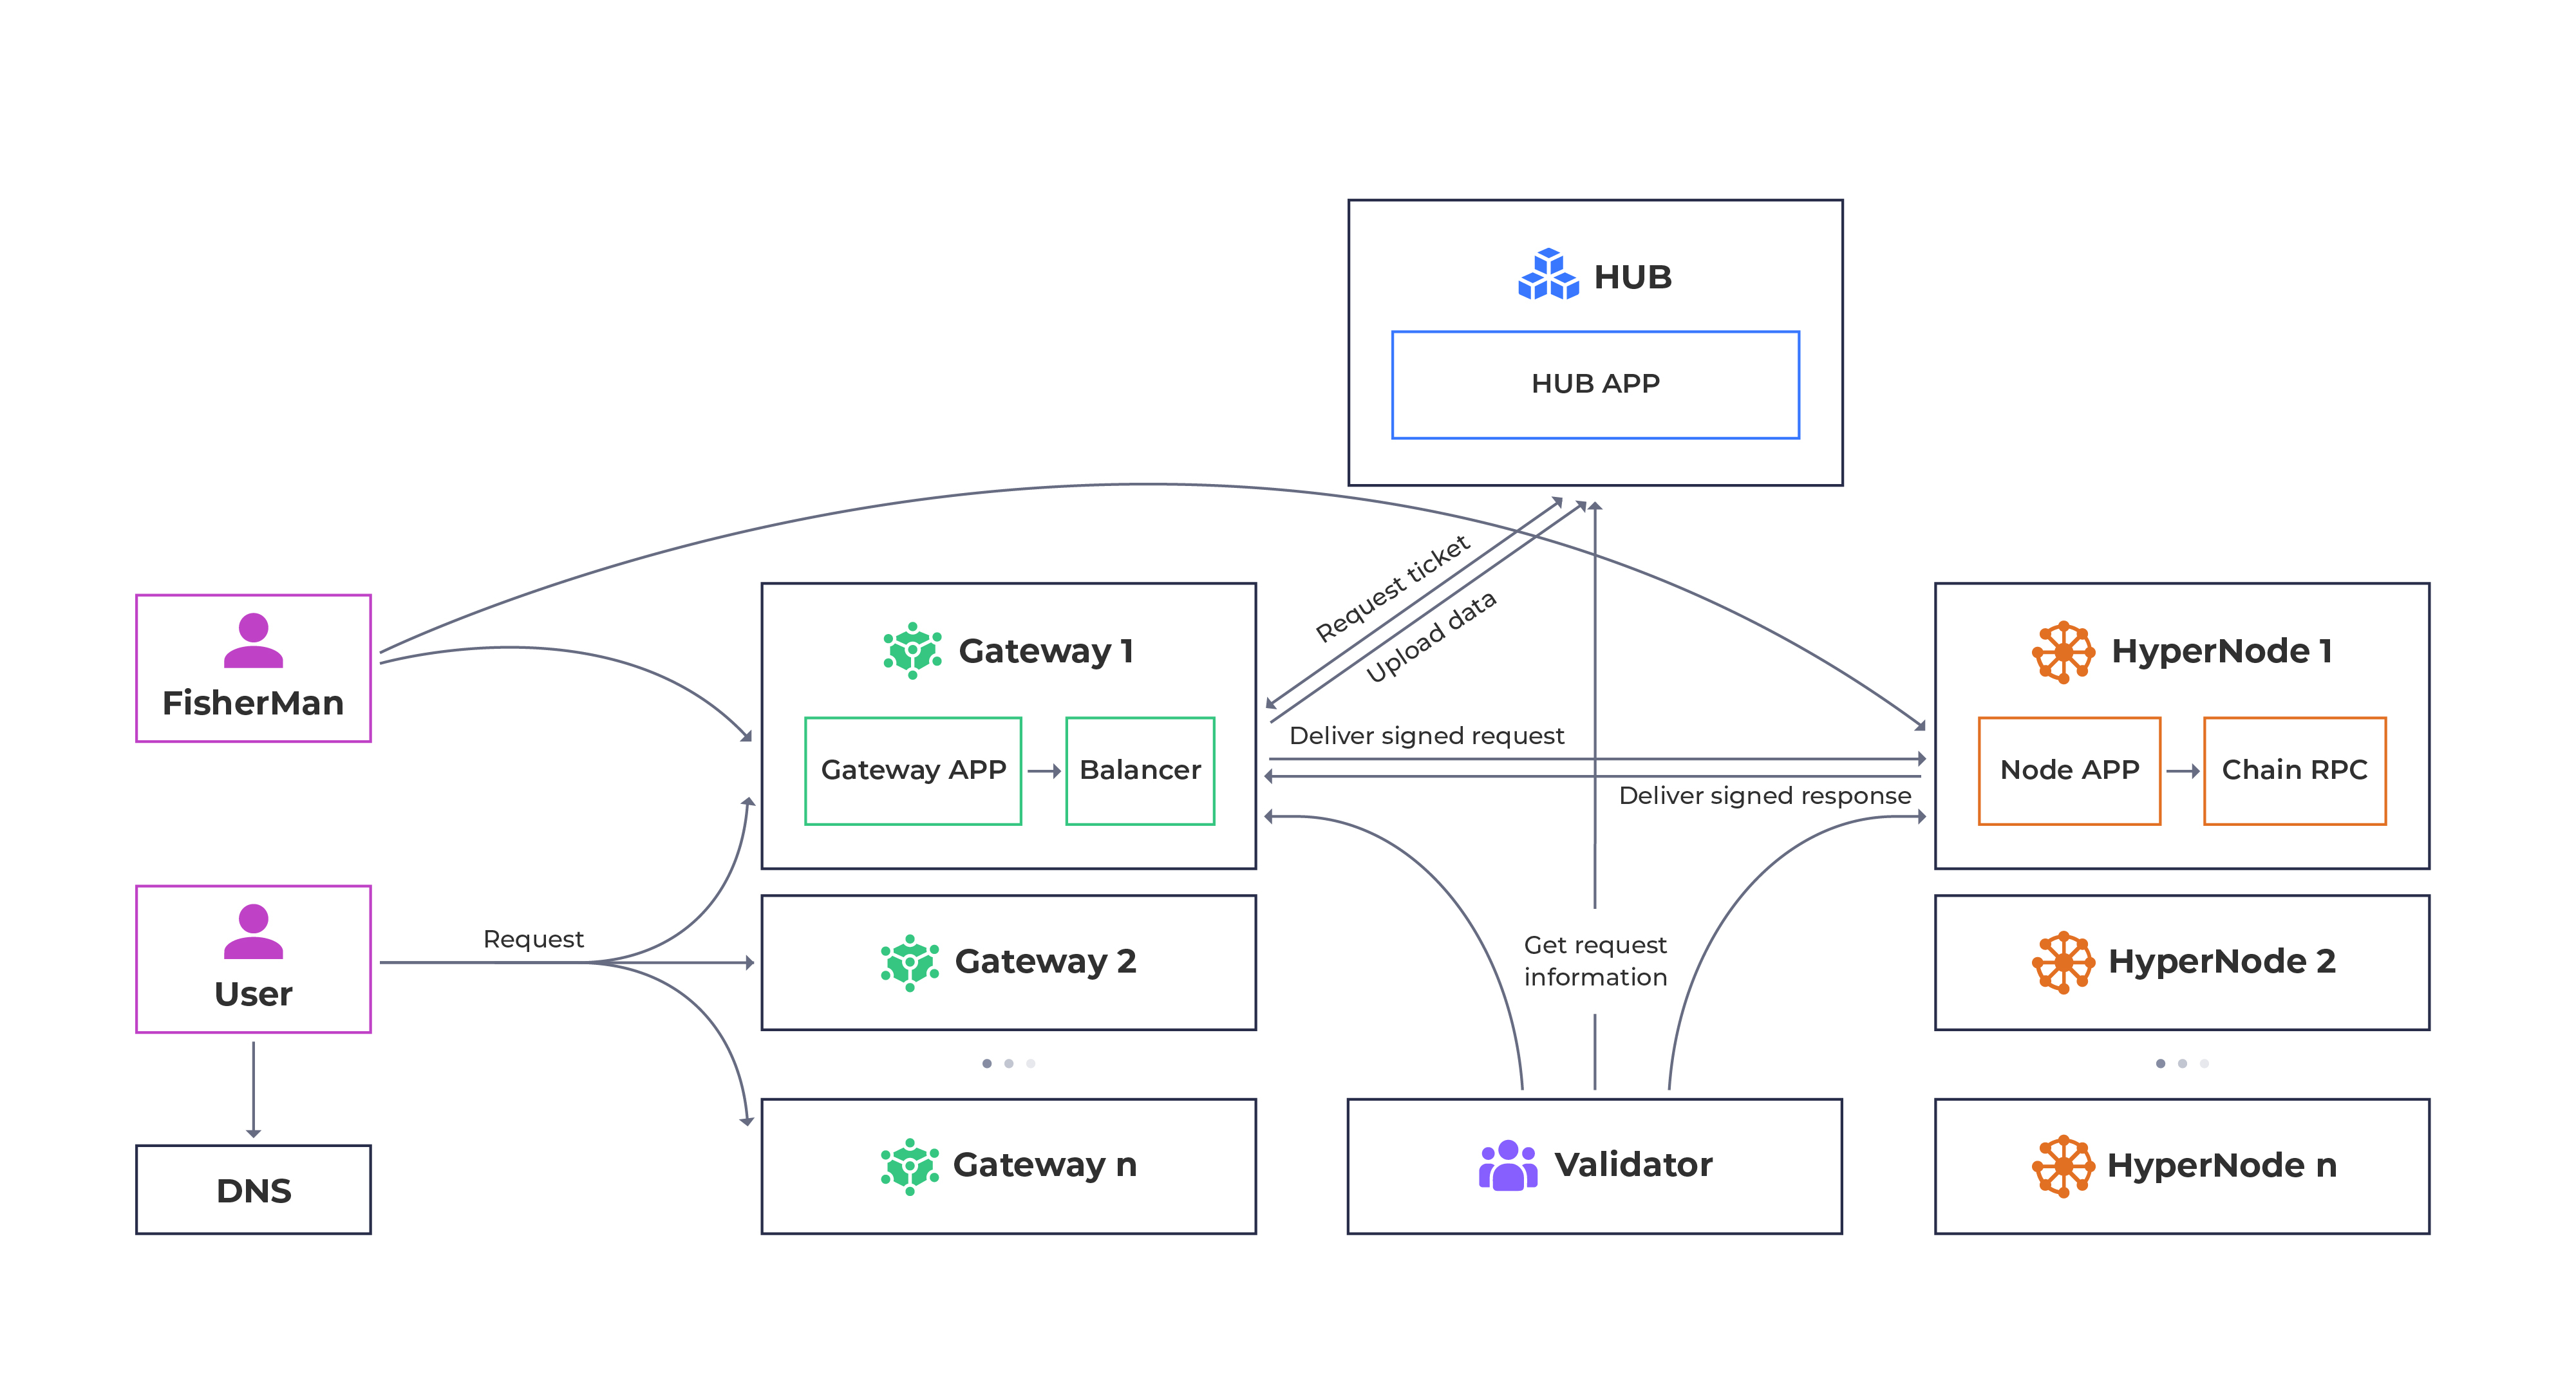 HUB
HUB APP
Request ticket
Upload data
FisherMan
Gateway 1
Gateway APP
Balancer
Deliver signed request
Deliver signed response
HyperNode 1
Node APP
Chain RPC
User
Request
Gateway 2
Get request
information
HyperNode 2
DNS
Gateway n
Validator
HyperNode n